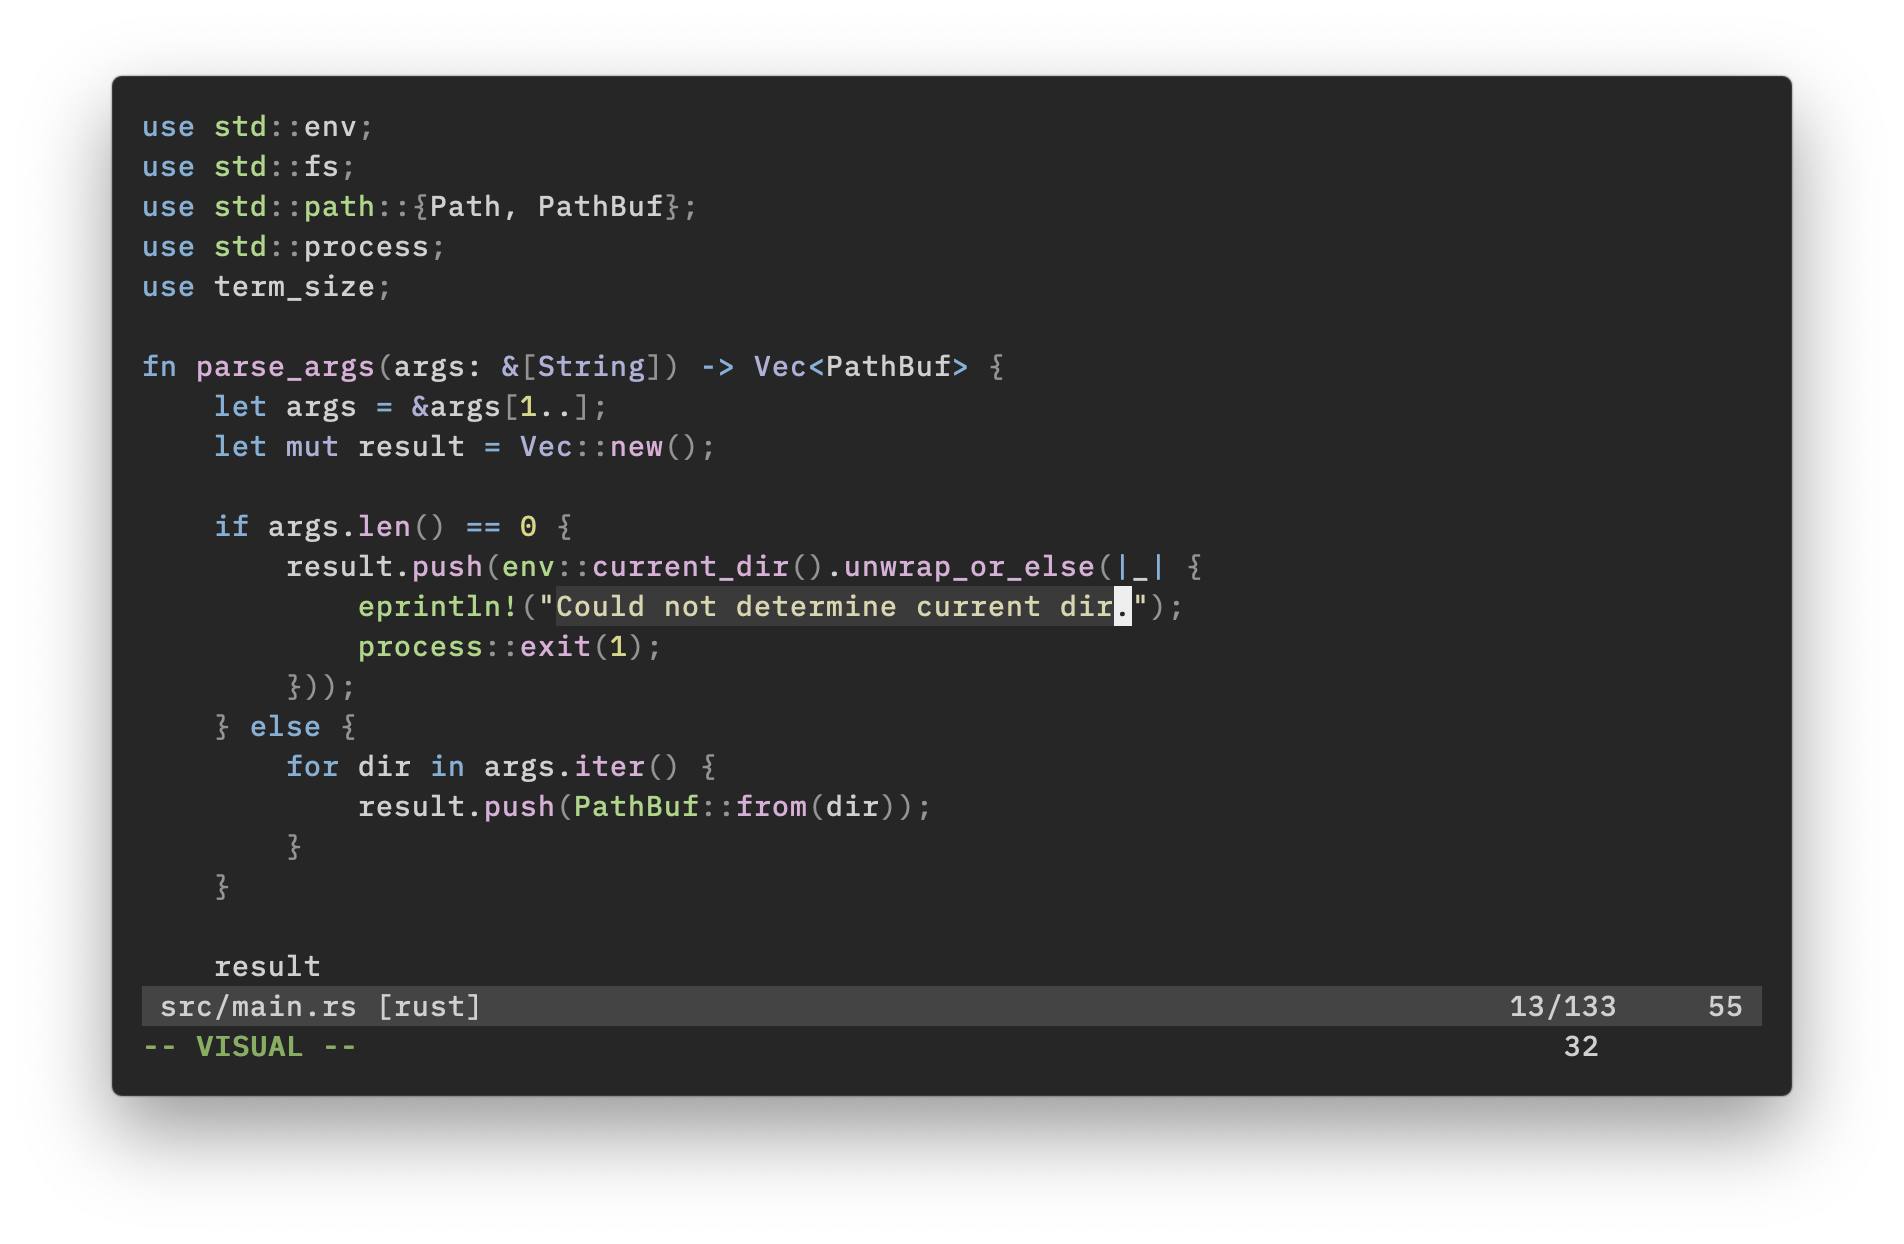 use std::env;
use std::fs;
use std::path::{Path, PathBuf};
use std::process;
use term_size;

fn parse_args(args: &[String]) -> Vec<PathBuf> {
    let args = &args[1..];
    let mut result = Vec::new();

    if args.len() == 0 {
        result.push(env::current_dir().unwrap_or_else(|_| {
            eprintln!("Could not determine current dir.");
            process::exit(1);
        }));
    } else {
        for dir in args.iter() {
            result.push(PathBuf::from(dir));
        }
    }

    result
src/main.rs [rust] 13/133 55
-- VISUAL -- 32